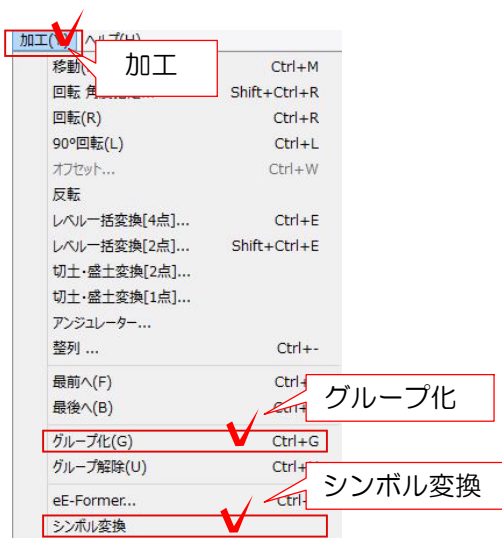 加工 ヘルプ(H)
加工
移動 Ctrl+M
回転 Shift+Ctrl+R
回転(R) Ctrl+R
90°回転(L) Ctrl+L
オフセット... Ctrl+W
反転
レベル一括変換[4点]... Ctrl+E
レベル一括変換[2点]... Shift+Ctrl+E
切土・盛土変換[2点]...
切土・盛土変換[1点]...
アンジュレーター...
整列 ... Ctrl+-
最前へ(F) Ctrl+
最後へ(B) Ctrl+
グループ化
グループ化(G) Ctrl+G
グループ解除(U) Ctrl+
シンボル変換
eE-Former... Ctrl-
シンボル変換